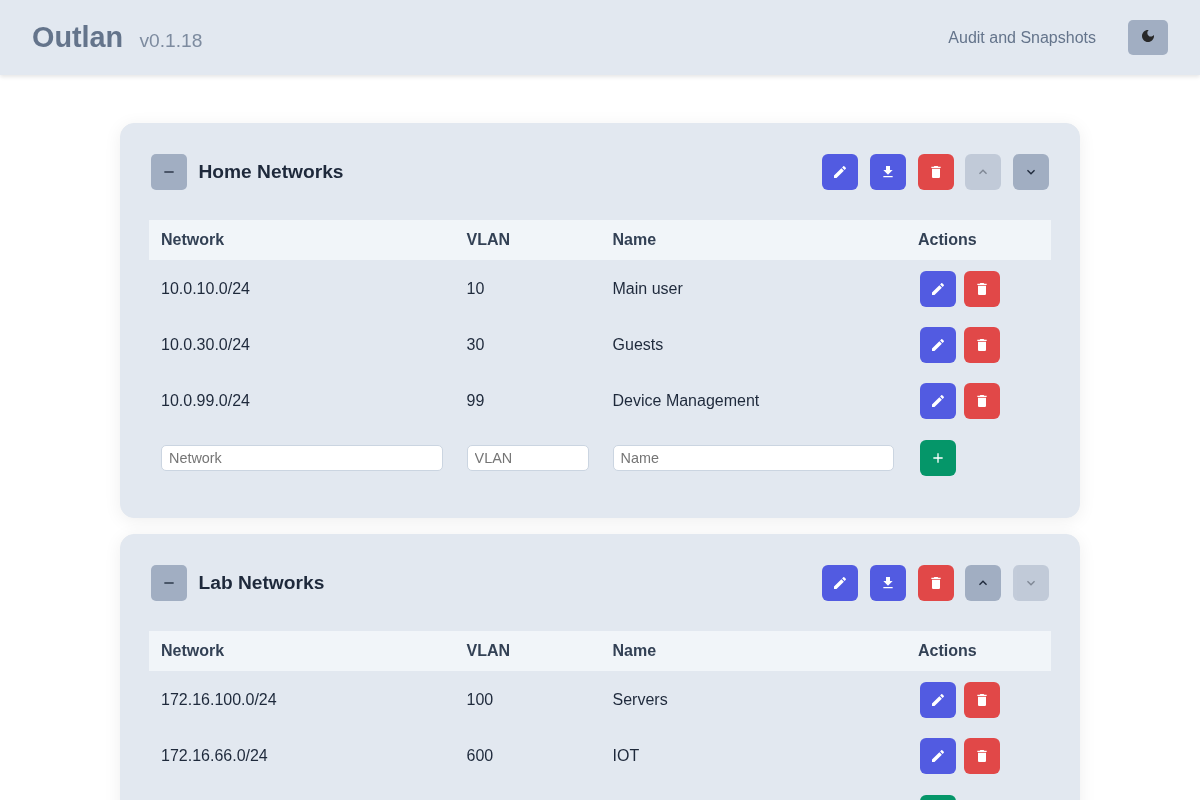 Outlan v0.1.18 Audit and Snapshots
Home Networks
Network VLAN Name Actions
10.0.10.0/24 10 Main user
10.0.30.0/24 30 Guests
10.0.99.0/24 99 Device Management
Network VLAN Name
Lab Networks
Network VLAN Name Actions
172.16.100.0/24 100 Servers
172.16.66.0/24 600 IOT